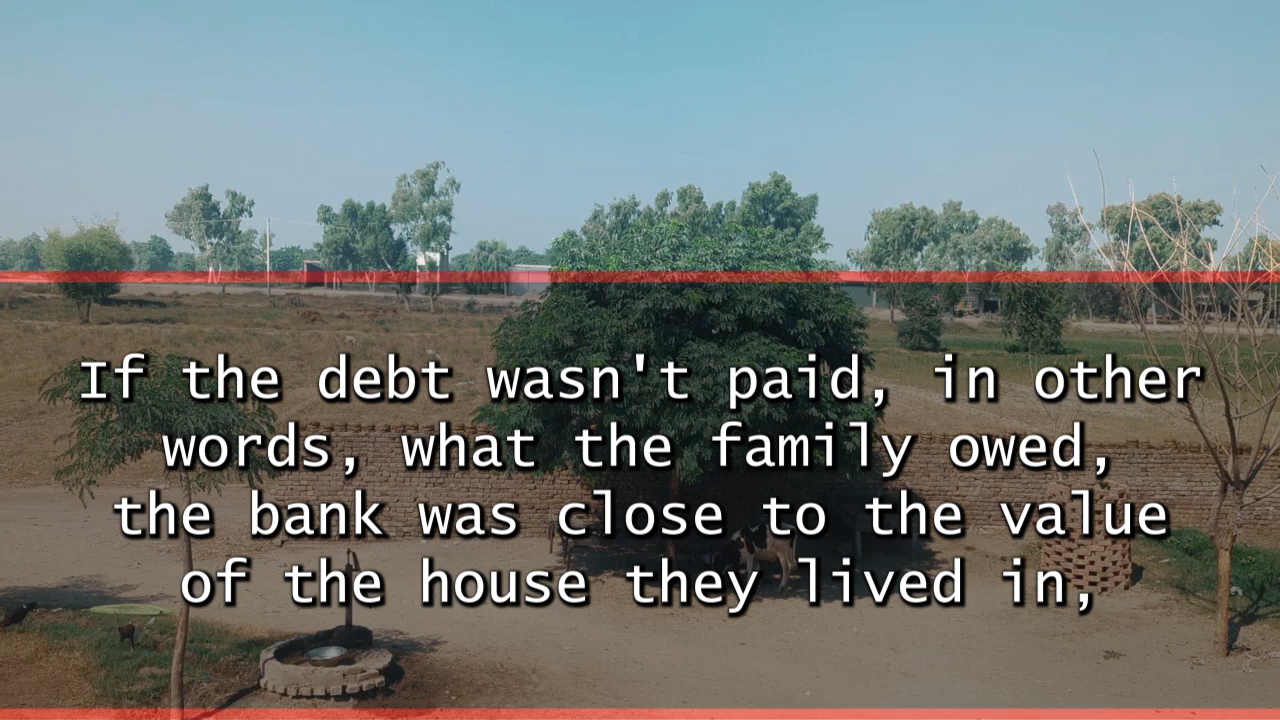 If the debt wasn't paid, in other
words, what the family owed,
the bank was close to the value
of the house they lived in,